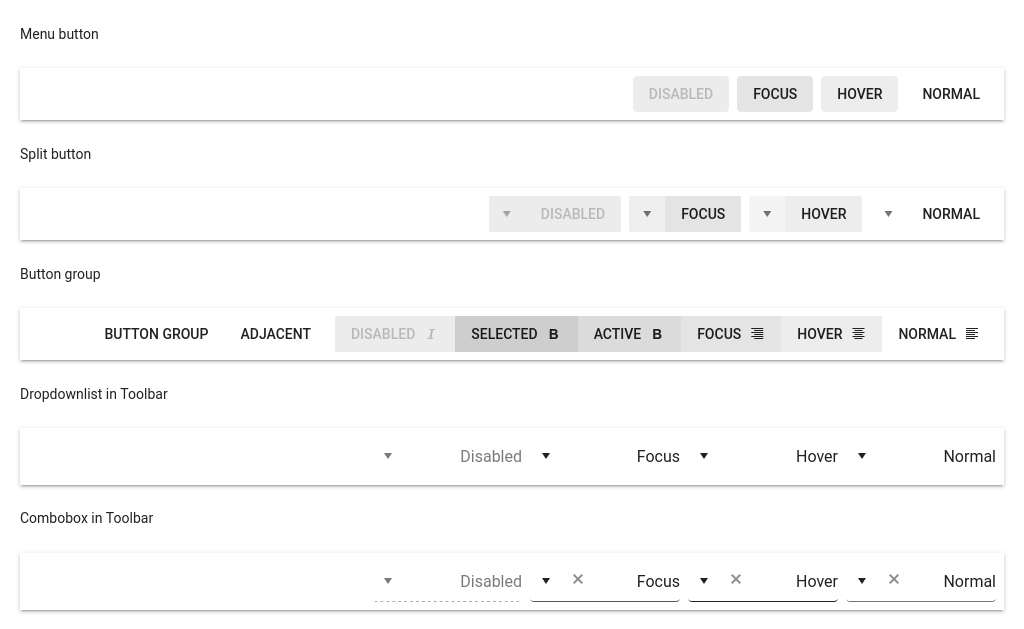 Menu button
DISABLED FOCUS HOVER NORMAL
Split button
DISABLED FOCUS HOVER NORMAL
Button group
BUTTON GROUP ADJACENT DISABLED I SELECTED B ACTIVE B FOCUS HOVER NORMAL
Dropdownlist in Toolbar
Disabled Focus Hover Normal
Combobox in Toolbar
Disabled Focus Hover Normal